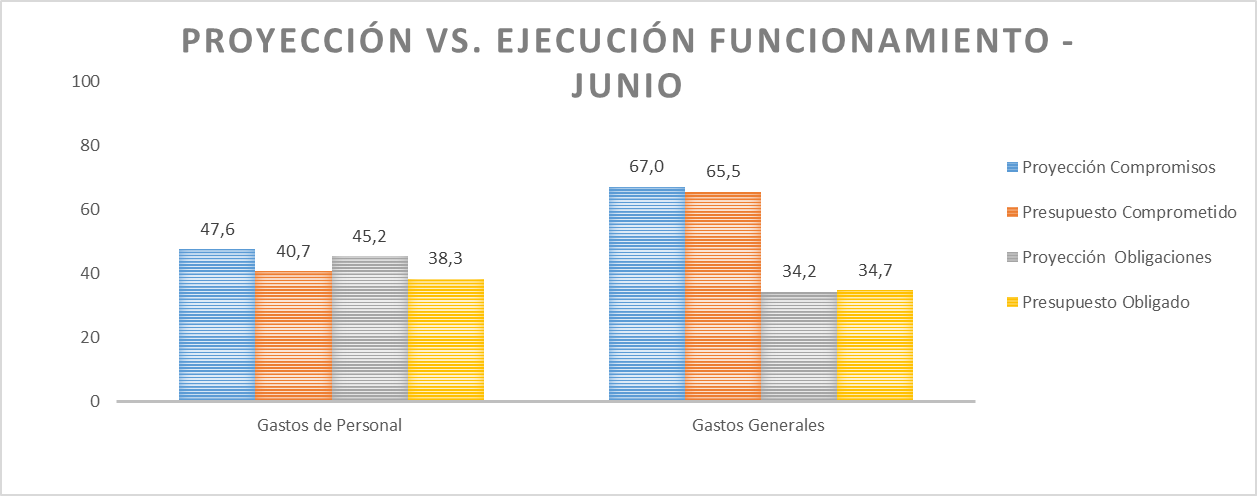 PROYECCIÓN VS. EJECUCIÓN FUNCIONAMIENTO -
JUNIO
100
80
60
40
20
0
47,6
40,7
45,2
38,3
67,0
65,5
34,2
34,7
Gastos de Personal
Gastos Generales
Proyección Compromisos
Presupuesto Comprometido
Proyección Obligaciones
Presupuesto Obligado